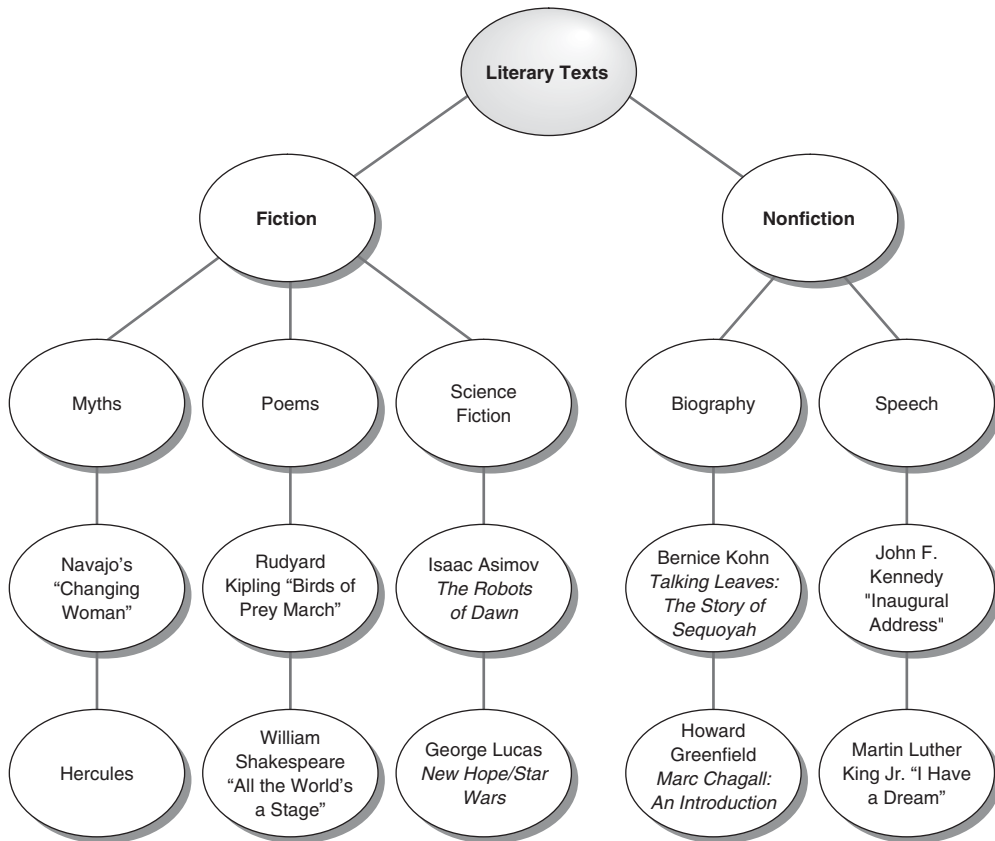 Literary Texts
Fiction
Nonfiction
Myths
Poems
Science
Fiction
Biography
Speech
Navajo’s
“Changing
Woman”
Rudyard
Kipling “Birds of
Prey March”
Isaac Asimov
The Robots
of Dawn
Bernice Kohn
Talking Leaves:
The Story of
Sequoyah
John F.
Kennedy
"Inaugural
Address"
Hercules
William
Shakespeare
“All the World’s
a Stage”
George Lucas
New Hope/Star
Wars
Howard
Greenfield
Marc Chagall:
An Introduction
Martin Luther
King Jr. “I Have
a Dream”